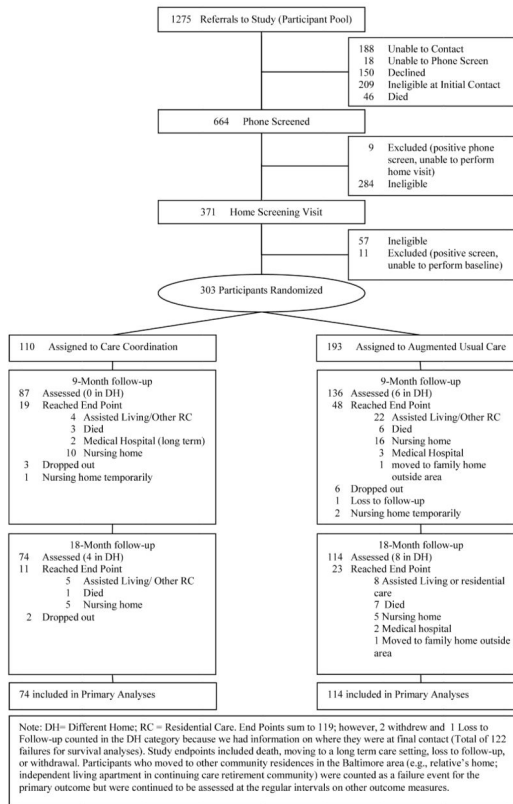 1275 Referrals to Study (Participant Pool)
188 Unable to Contact
18 Unable to Phone Screen
150 Declined
209 Ineligible at Initial Contact
46 Died
664 Phone Screened
9 Excluded (positive phone
screen, unable to perform
home visit)
284 Ineligible
371 Home Screening Visit
57 Ineligible
11 Excluded (positive screen,
unable to perform baseline)
303 Participants Randomized
110 Assigned to Care Coordination
9-Month follow-up
87 Assessed (0 in DH)
19 Reached End Point
4 Assisted Living/Other RC
3 Died
2 Medical Hospital (long term)
10 Nursing home
3 Dropped out
1 Nursing home temporarily
18-Month follow-up
74 Assessed (4 in DH)
11 Reached End Point
5 Assisted Living/ Other RC
1 Died
5 Nursing home
2 Dropped out
74 included in Primary Analyses
193 Assigned to Augmented Usual Care
9-Month follow-up
136 Assessed (6 in DH)
48 Reached End Point
22 Assisted Living/Other RC
6 Died
16 Nursing home
3 Medical Hospital
1 moved to family home
outside area
6 Dropped out
1 Loss to follow-up
2 Nursing home temporarily
18-Month follow-up
114 Assessed (8 in DH)
23 Reached End Point
8 Assisted Living or residential
care
7 Died
5 Nursing home
2 Medical hospital
1 Moved to family home outside
area
114 included in Primary Analyses
Note: DH= Different Home; RC = Residential Care. End Points sum to 119; however, 2 withdrew and 1 Loss to
Follow-up counted in the DH category because we had information on where they were at final contact (Total of 122
failures for survival analyses). Study endpoints included death, moving to a long term care setting, loss to follow-up,
or withdrawal. Participants who moved to other community residences in the Baltimore area (e.g., relative's home;
independent living apartment in continuing care retirement community) were counted as a failure event for the
primary outcome but were continued to be assessed at the regular intervals on other outcome measures.